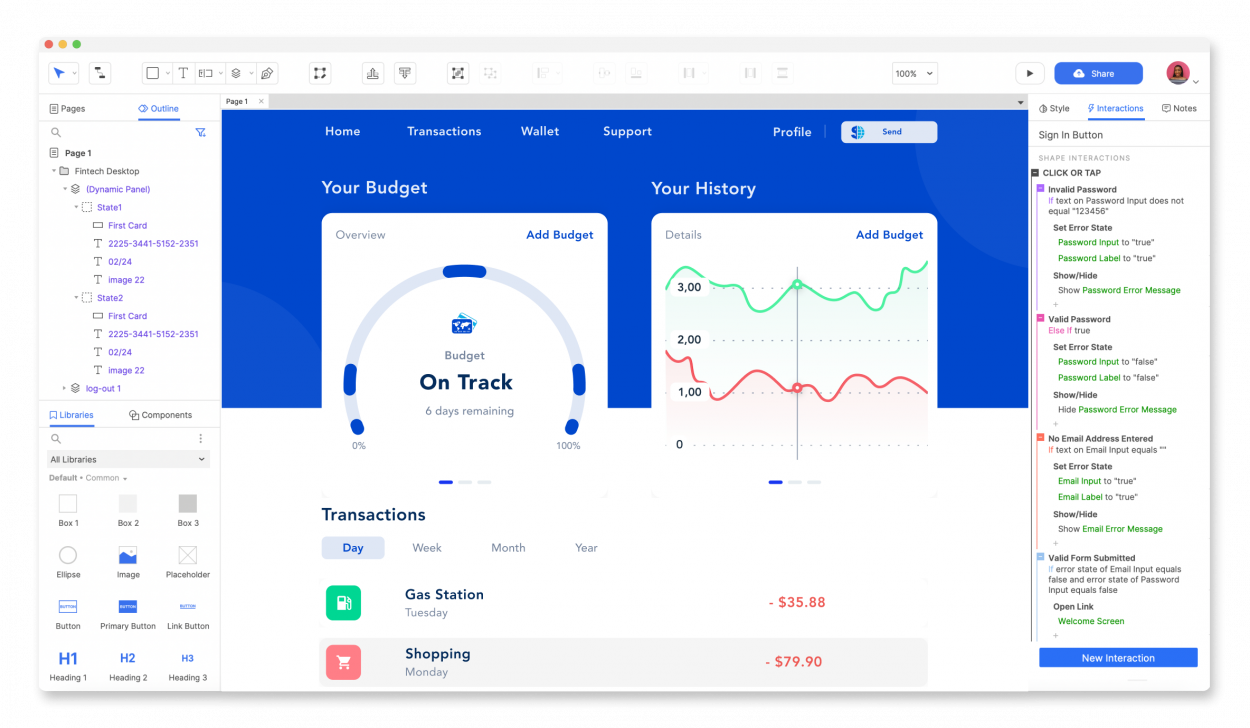 100%
Share
Pages
Outline
Page 1
Fintech Desktop
(Dynamic Panel)
State1
First Card
2225-3441-5152-2351
02/24
image 22
State2
First Card
2225-3441-5152-2351
02/24
image 22
log-out 1
Libraries
Components
All Libraries
Default • Common
Box 1
Box 2
Box 3
Ellipse
Image
Placeholder
BUTTON
BUTTON
BUTTON
Button
Primary Button
Link Button
H1
H2
H3
Heading 1
Heading 2
Heading 3
Page 1
Home
Transactions
Wallet
Support
Profile
Send
Your Budget
Your History
Overview
Add Budget
Budget
On Track
6 days remaining
0%
100%
Details
Add Budget
3,00
2,00
1,00
0
Transactions
Day
Week
Month
Year
Gas Station
Tuesday
- $35.88
Shopping
Monday
- $79.90
Style
Interactions
Notes
Sign In Button
SHAPE INTERACTIONS
CLICK OR TAP
Invalid Password
If text on Password Input does not
equal "123456"
Set Error State
Password Input to "true"
Password Label to "true"
Show/Hide
Show Password Error Message
Valid Password
Else If true
Set Error State
Password Input to "false"
Password Label to "false"
Show/Hide
Hide Password Error Message
No Email Address Entered
If text on Email Input equals ""
Set Error State
Email Input to "true"
Email Label to "true"
Show/Hide
Show Email Error Message
Valid Form Submitted
If error state of Email Input equals
false and error state of Password
Input equals false
Open Link
Welcome Screen
New Interaction